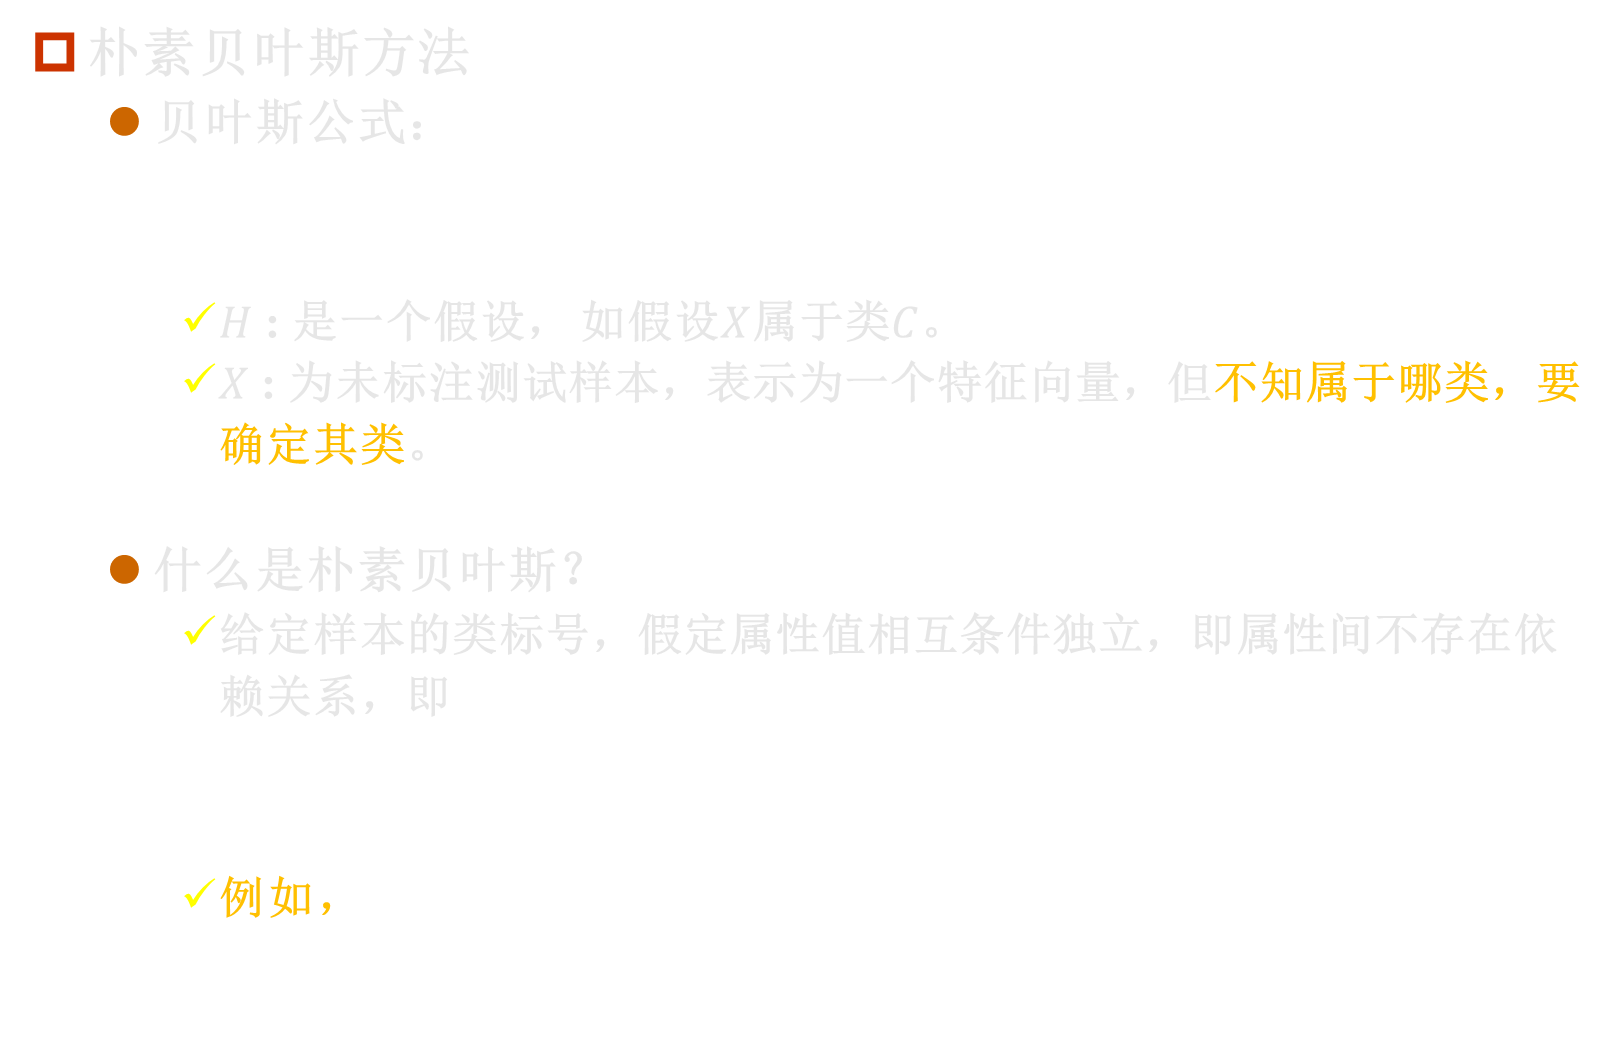 朴素贝叶斯方法
贝叶斯公式：
H：是一个假设， 如假设X属于类C。
X：为未标注测试样本，表示为一个特征向量，但不知属于哪类，要
确定其类。
什么是朴素贝叶斯？
给定样本的类标号，假定属性值相互条件独立，即属性间不存在依
赖关系，即
例如，